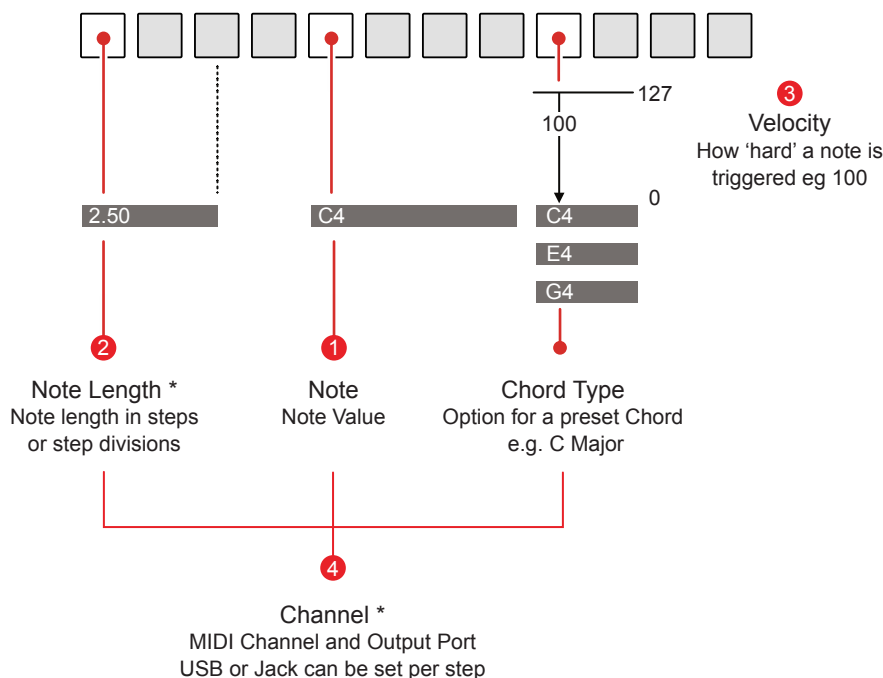 127
3
100
Velocity
How ‘hard’ a note is
triggered eg 100
0
2.50
C4
C4
E4
G4
2
1
Note Length *
Note length in steps
or step divisions
Note
Note Value
Chord Type
Option for a preset Chord
e.g. C Major
4
Channel *
MIDI Channel and Output Port
USB or Jack can be set per step